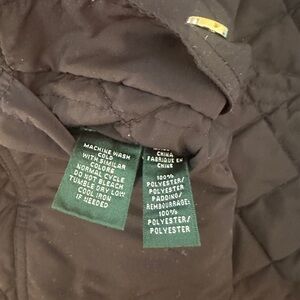 MACHINE WASH
COLD
WITH SIMILAR
COLORS
NORMAL CYCLE
DO NOT BLEACH
TUMBLE DRY LOW
COOL IRON
IF NEEDED
CHINA
FABRIQUE EN
CHINE
100%
POLYESTER/
POLYESTER
PADDING/
REMBOURRAGE:
100%
POLYESTER/
POLYESTER